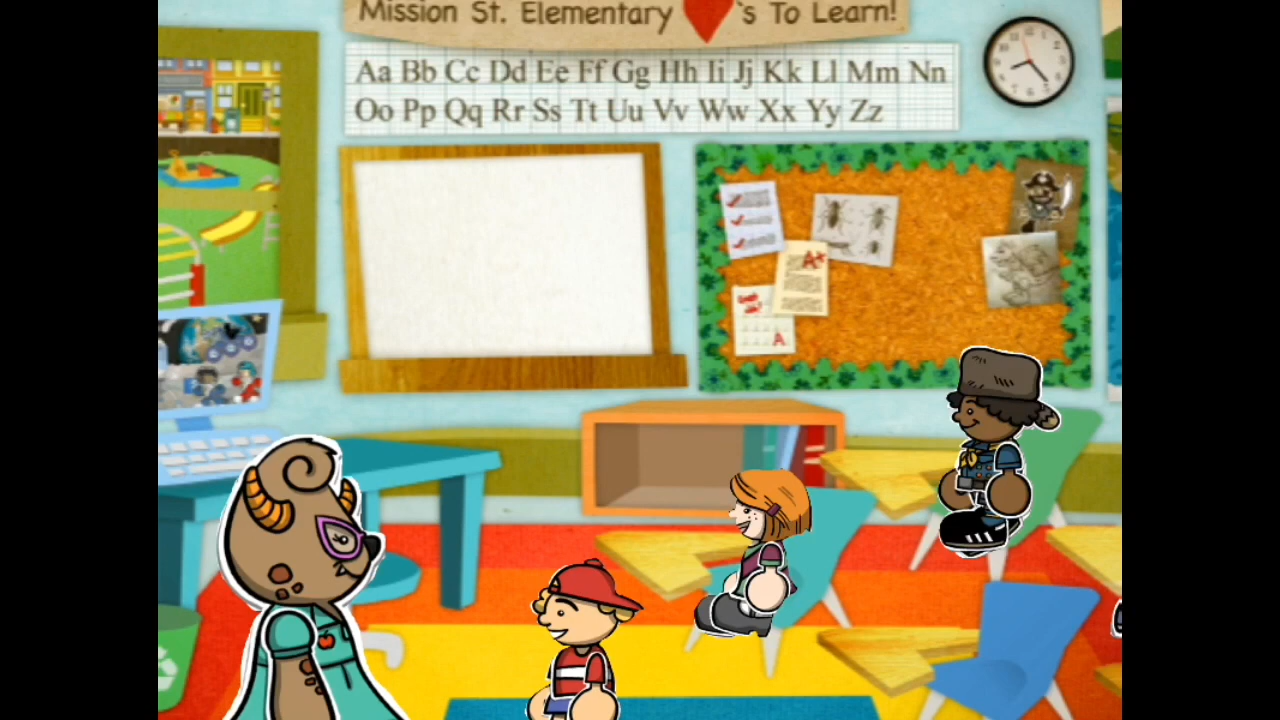 Mission St. Elementary 's To Learn!
Aa Bb Cc Dd Ee Ff Gg Hh Ii Jj Kk Ll Mm Nn
Oo Pp Qq Rr Ss Tt Uu Vv Ww Xx Yy Zz
A+
A